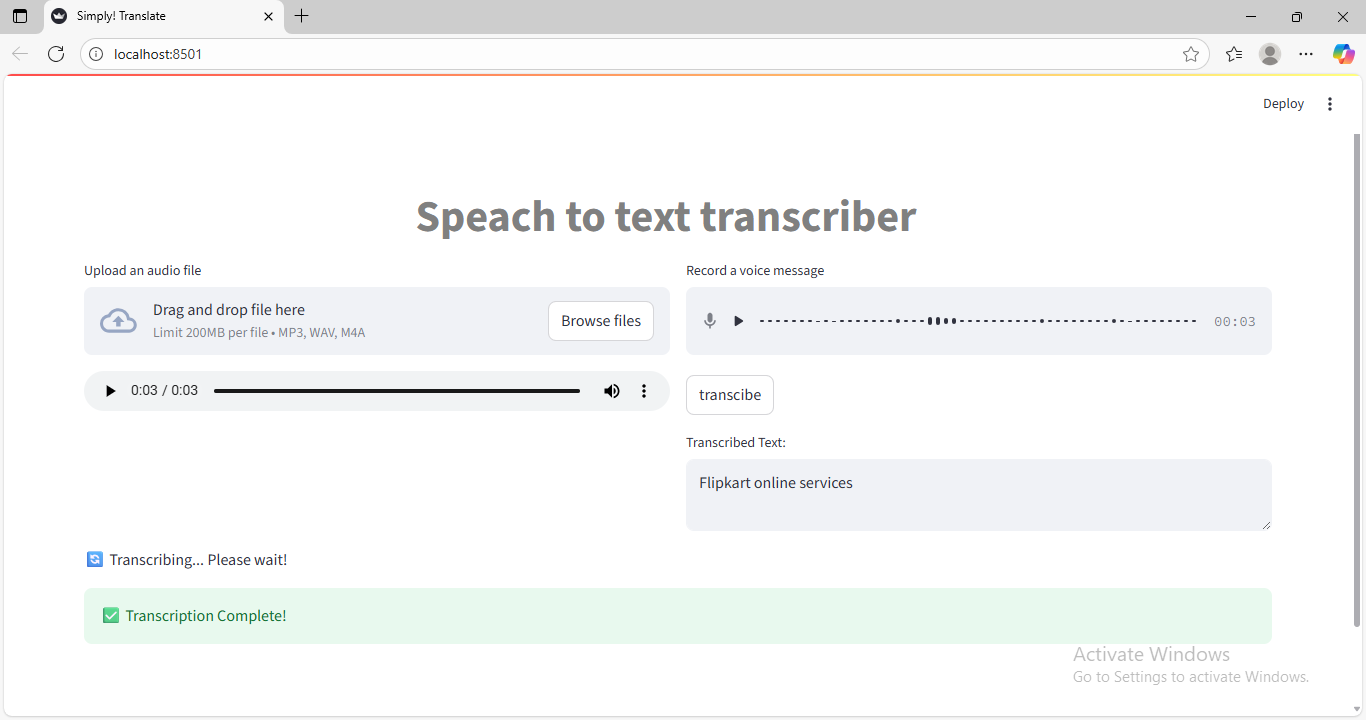 Simply! Translate
localhost:8501
Deploy
Speach to text transcriber
Upload an audio file
Drag and drop file here
Limit 200MB per file • MP3, WAV, M4A
Browse files
0:03 / 0:03
Record a voice message
00:03
transcibe
Transcribed Text:
Flipkart online services
Transcribing... Please wait!
Transcription Complete!
Activate Windows
Go to Settings to activate Windows.